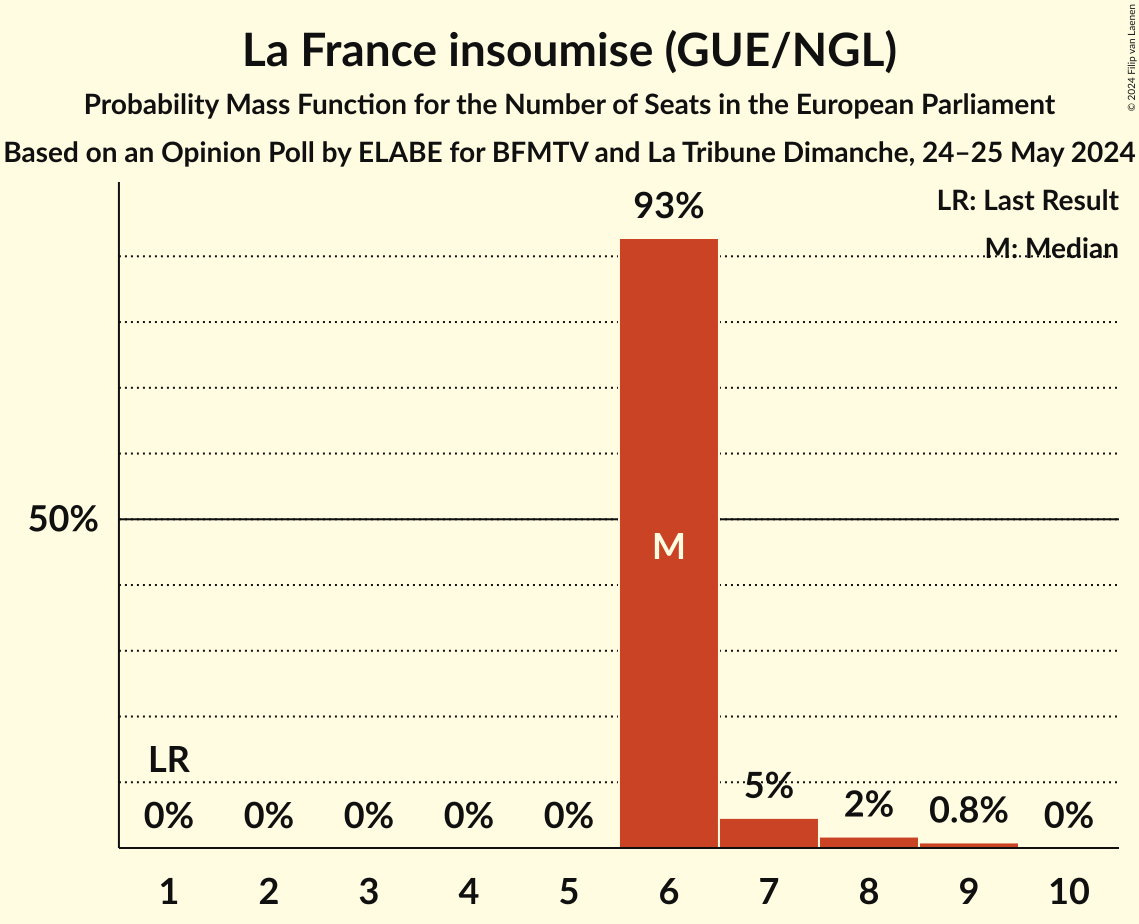 La France insoumise (GUE/NGL)
Probability Mass Function for the Number of Seats in the European Parliament
Based on an Opinion Poll by ELABE for BFMTV and La Tribune Dimanche, 24–25 May 2024
© 2024 Filip van Laenen
LR: Last Result
M: Median
93%
50%
M
LR
0% 0% 0% 0% 0% 5% 2% 0.8% 0%
1 2 3 4 5 6 7 8 9 10